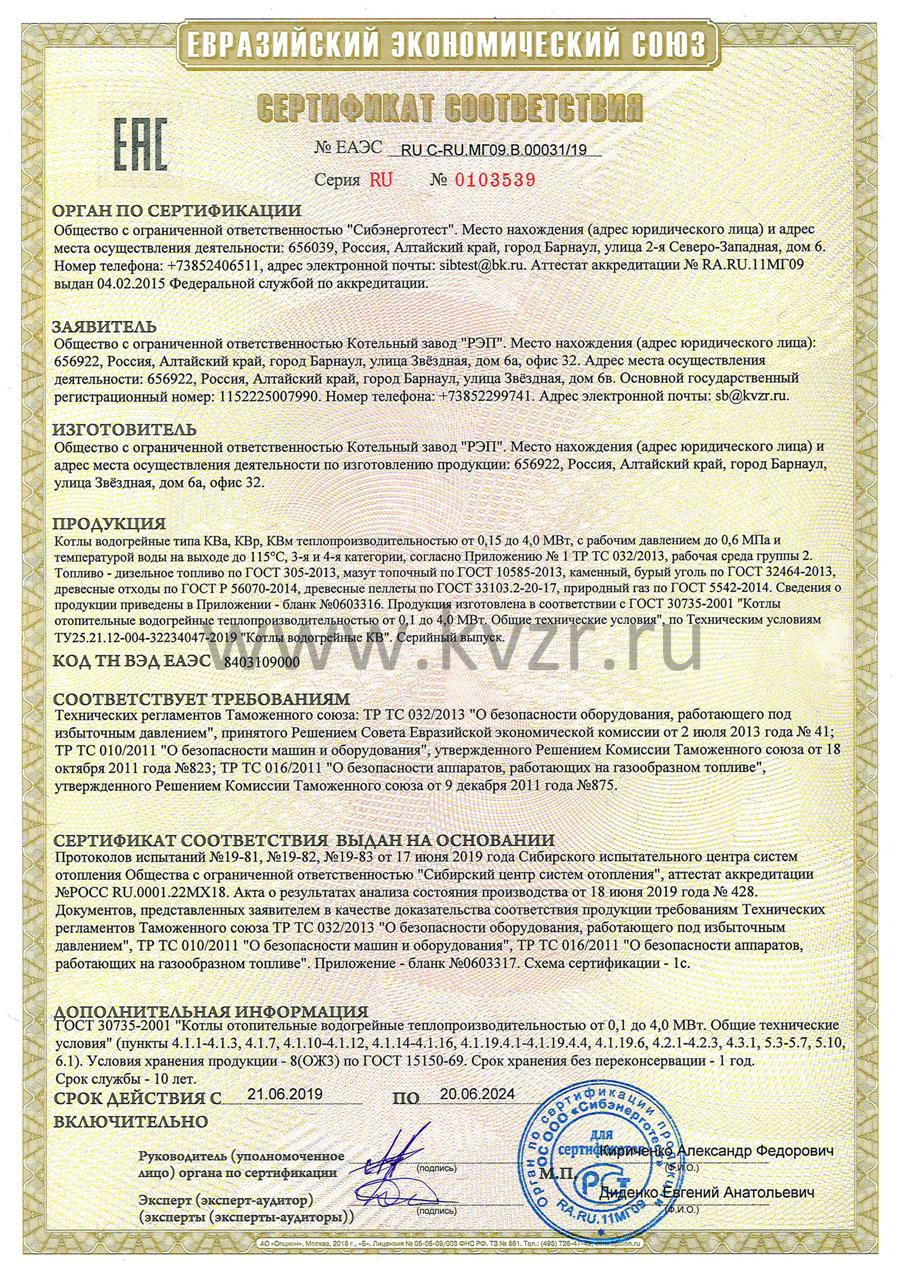 ЕВРАЗИЙСКИЙ ЭКОНОМИЧЕСКИЙ СОЮЗ
СЕРТИФИКАТ СООТВЕТСТВИЯ
EAC
№ ЕАЭС RU C-RU.МГ09.В.00031/19
Серия RU № 0103539
ОРГАН ПО СЕРТИФИКАЦИИ
Общество с ограниченной ответственностью "Сибэнерготест". Место нахождения (адрес юридического лица) и адрес
места осуществления деятельности: 656039, Россия, Алтайский край, город Барнаул, улица 2-я Северо-Западная, дом 6.
Номер телефона: +73852406511, адрес электронной почты: sibtest@bk.ru. Аттестат аккредитации № RA.RU.11МГ09
выдан 04.02.2015 Федеральной службой по аккредитации.
ЗАЯВИТЕЛЬ
Общество с ограниченной ответственностью Котельный завод "РЭП". Место нахождения (адрес юридического лица):
656922, Россия, Алтайский край, город Барнаул, улица Звёздная, дом 6а, офис 32. Адрес места осуществления
деятельности: 656922, Россия, Алтайский край, город Барнаул, улица Звёздная, дом 6в. Основной государственный
регистрационный номер: 1152225007990. Номер телефона: +73852299741. Адрес электронной почты: sb@kvzr.ru.
ИЗГОТОВИТЕЛЬ
Общество с ограниченной ответственностью Котельный завод "РЭП". Место нахождения (адрес юридического лица) и
адрес места осуществления деятельности по изготовлению продукции: 656922, Россия, Алтайский край, город Барнаул,
улица Звёздная, дом 6а, офис 32.
ПРОДУКЦИЯ
Котлы водогрейные типа КВа, КВр, КВм теплопроизводительностью от 0,15 до 4,0 МВт, с рабочим давлением до 0,6 МПа и
температурой воды на выходе до 115°С, 3-я и 4-я категории, согласно Приложению № 1 ТР ТС 032/2013, рабочая среда группы 2.
Топливо - дизельное топливо по ГОСТ 305-2013, мазут топочный по ГОСТ 10585-2013, каменный, бурый уголь по ГОСТ 32464-2013,
древесные отходы по ГОСТ Р 56070-2014, древесные пеллеты по ГОСТ 33103.2-20-17, природный газ по ГОСТ 5542-2014. Сведения о
продукции приведены в Приложении - бланк №0603316. Продукция изготовлена в соответствии с ГОСТ 30735-2001 "Котлы
отопительные водогрейные теплопроизводительностью от 0,1 до 4,0 МВт. Общие технические условия", по Техническим условиям
ТУ25.21.12-004-32234047-2019 "Котлы водогрейные КВ". Серийный выпуск.
www.kvzr.ru
КОД ТН ВЭД ЕАЭС 8403109000
СООТВЕТСТВУЕТ ТРЕБОВАНИЯМ
Технических регламентов Таможенного союза: ТР ТС 032/2013 "О безопасности оборудования, работающего под
избыточным давлением", принятого Решением Совета Евразийской экономической комиссии от 2 июля 2013 года № 41;
ТР ТС 010/2011 "О безопасности машин и оборудования", утвержденного Решением Комиссии Таможенного союза от 18
октября 2011 года №823; ТР ТС 016/2011 "О безопасности аппаратов, работающих на газообразном топливе",
утвержденного Решением Комиссии Таможенного союза от 9 декабря 2011 года №875.
СЕРТИФИКАТ СООТВЕТСТВИЯ ВЫДАН НА ОСНОВАНИИ
Протоколов испытаний №19-81, №19-82, №19-83 от 17 июня 2019 года Сибирского испытательного центра систем
отопления Общества с ограниченной ответственностью "Сибирский центр систем отопления", аттестат аккредитации
№РОСС RU.0001.22МХ18. Акта о результатах анализа состояния производства от 18 июня 2019 года № 428.
Документов, представленных заявителем в качестве доказательства соответствия продукции требованиям Технических
регламентов Таможенного союза ТР ТС 032/2013 "О безопасности оборудования, работающего под избыточным
давлением", ТР ТС 010/2011 "О безопасности машин и оборудования", ТР ТС 016/2011 "О безопасности аппаратов,
работающих на газообразном топливе". Приложение - бланк №0603317. Схема сертификации - 1с.
ДОПОЛНИТЕЛЬНАЯ ИНФОРМАЦИЯ
ГОСТ 30735-2001 "Котлы отопительные водогрейные теплопроизводительностью от 0,1 до 4,0 МВт. Общие технические
условия" (пункты 4.1.1-4.1.3, 4.1.7, 4.1.10-4.1.12, 4.1.14-4.1.16, 4.1.19.4.1-4.1.19.4.4, 4.1.19.6, 4.2.1-4.2.3, 4.3.1, 5.3-5.7, 5.10,
6.1). Условия хранения продукции - 8(ОЖ3) по ГОСТ 15150-69. Срок хранения без переконсервации - 1 год.
Срок службы - 10 лет.
СРОК ДЕЙСТВИЯ С 21.06.2019 ПО 20.06.2024
ВКЛЮЧИТЕЛЬНО
Руководитель (уполномоченное
лицо) органа по сертификации
(подпись)
М.П.
Кириченко Александр Федорович
(Ф.И.О.)
Эксперт (эксперт-аудитор)
(эксперты (эксперты-аудиторы))
(подпись)
Диденко Евгений Анатольевич
(Ф.И.О.)
Орган по сертификации продукции
ООО «Сибэнерготест»
для
сертификатов
РСТ
RA.RU.11МГ09
АО «Опцион», Москва, 2018 г., «Б». Лицензия № 05-05-09/003 ФНС РФ. ТЗ № 861. Тел.: (495) 726-47-42, www.opcion.ru